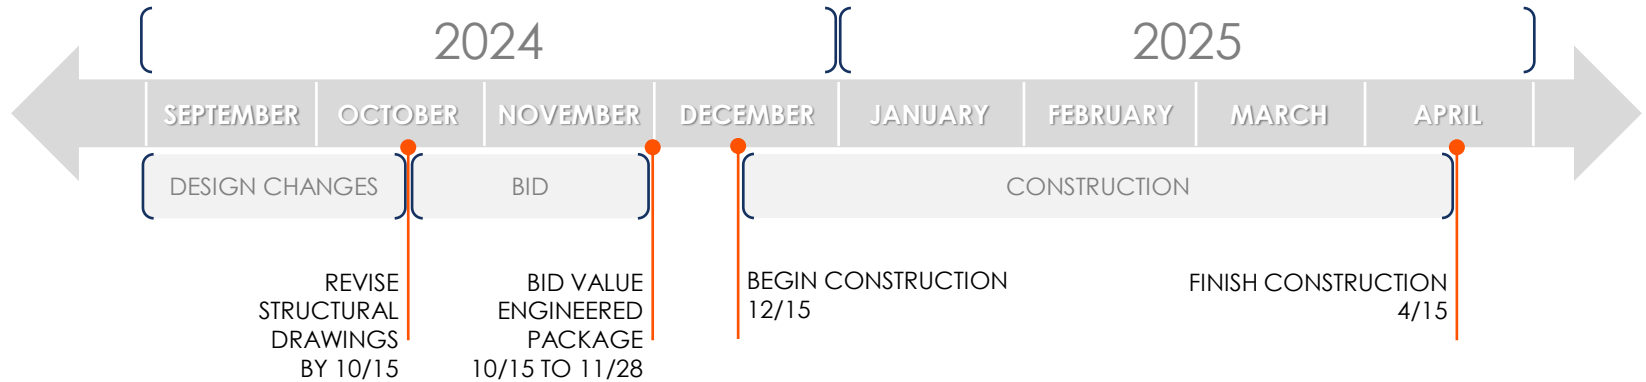 2024
2025
SEPTEMBER
OCTOBER
NOVEMBER
DECEMBER
JANUARY
FEBRUARY
MARCH
APRIL
DESIGN CHANGES
BID
CONSTRUCTION
REVISE
STRUCTURAL
DRAWINGS
BY 10/15
BID VALUE
ENGINEERED
PACKAGE
10/15 TO 11/28
BEGIN CONSTRUCTION
12/15
FINISH CONSTRUCTION
4/15